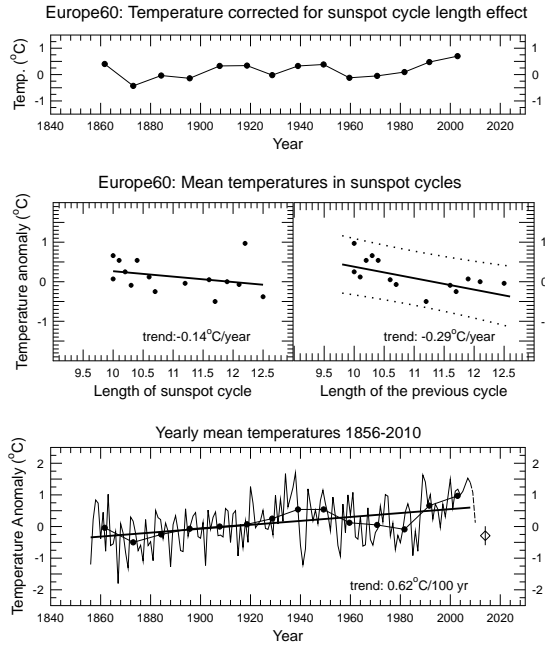 Europe60: Temperature corrected for sunspot cycle length effect
Temp. (°C)
1
0
-1
1
0
-1
1840 1860 1880 1900 1920 1940 1960 1980 2000 2020
Year
Europe60: Mean temperatures in sunspot cycles
Temperature anomaly (°C)
1
0
-1
1
0
-1
trend:-0.14°C/year
trend: -0.29°C/year
9.5 10 10.5 11 11.5 12 12.5
9.5 10 10.5 11 11.5 12 12.5
Length of sunspot cycle
Length of the previous cycle
Yearly mean temperatures 1856-2010
Temperature Anomaly (°C)
2
1
0
-1
-2
2
1
0
-1
-2
trend: 0.62°C/100 yr
1840 1860 1880 1900 1920 1940 1960 1980 2000 2020
Year